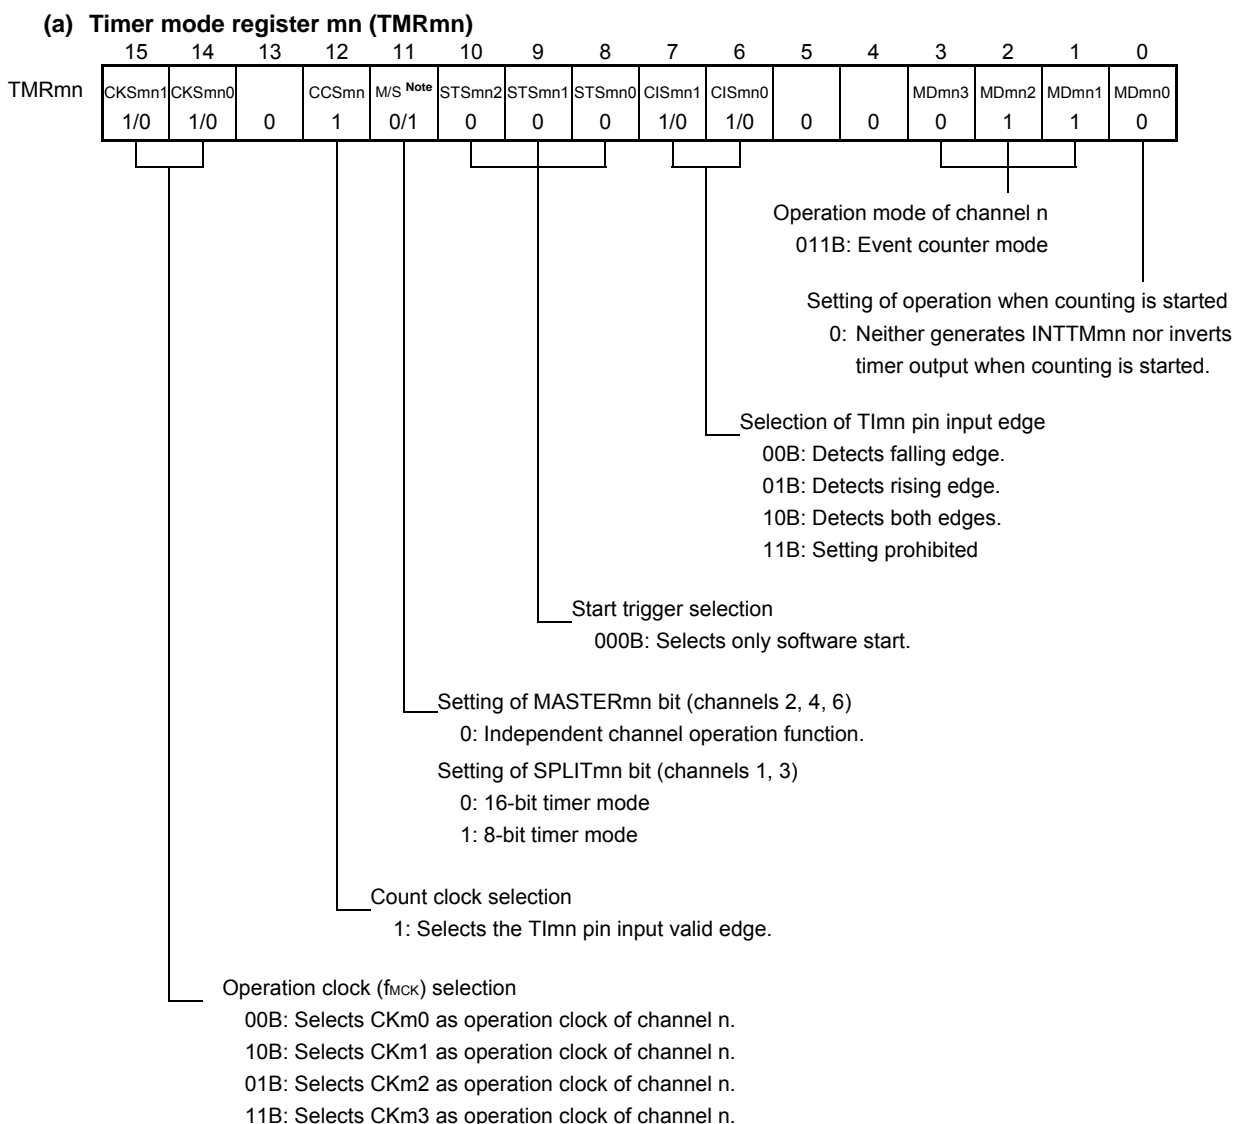 (a) Timer mode register mn (TMRmn)
15 14 13 12 11 10 9 8 7 6 5 4 3 2 1 0
TMRmn CKSmn1 CKSmn0 CCSmn M/S Note STSmn2 STSmn1 STSmn0 CISmn1 CISmn0 MDmn3 MDmn2 MDmn1 MDmn0
1/0 1/0 0 1 0/1 0 0 0 1/0 1/0 0 0 0 1 1 0
Operation mode of channel n
011B: Event counter mode
Setting of operation when counting is started
0: Neither generates INTTMmn nor inverts
timer output when counting is started.
Selection of TImn pin input edge
00B: Detects falling edge.
01B: Detects rising edge.
10B: Detects both edges.
11B: Setting prohibited
Start trigger selection
000B: Selects only software start.
Setting of MASTERmn bit (channels 2, 4, 6)
0: Independent channel operation function.
Setting of SPLITmn bit (channels 1, 3)
0: 16-bit timer mode
1: 8-bit timer mode
Count clock selection
1: Selects the TImn pin input valid edge.
Operation clock (fMCK) selection
00B: Selects CKm0 as operation clock of channel n.
10B: Selects CKm1 as operation clock of channel n.
01B: Selects CKm2 as operation clock of channel n.
11B: Selects CKm3 as operation clock of channel n.